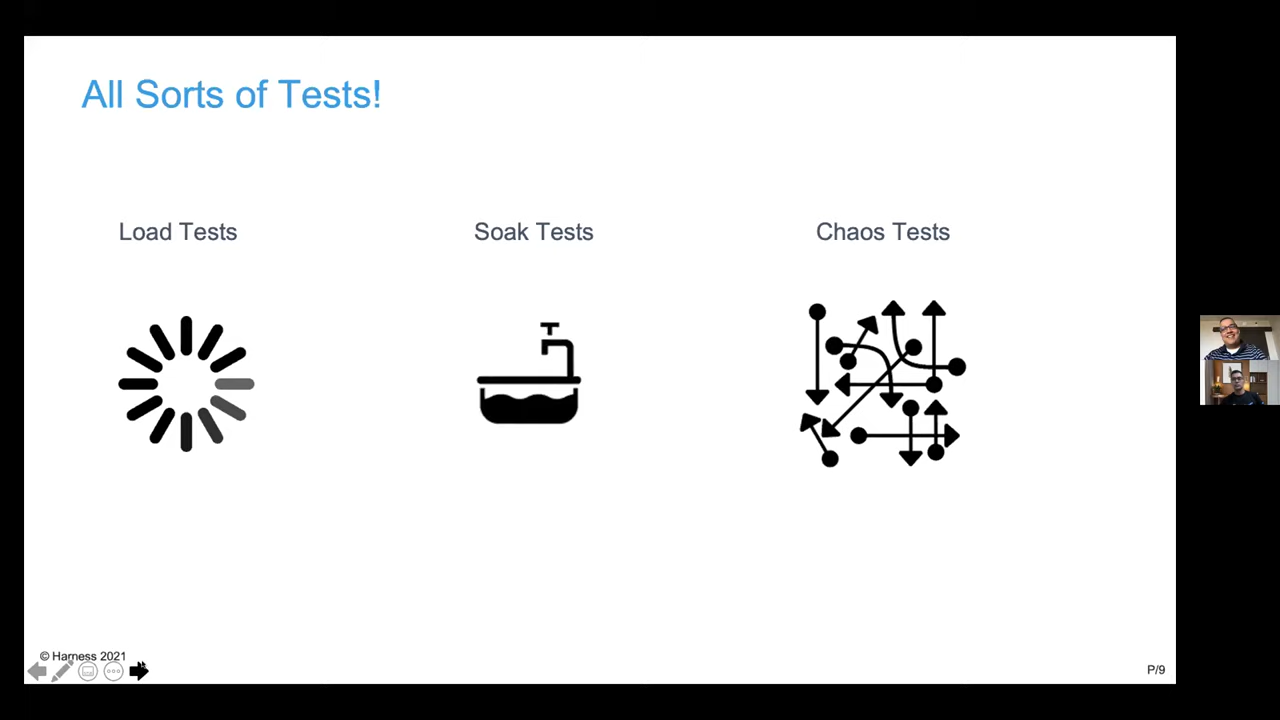 All Sorts of Tests!
Load Tests
Soak Tests
Chaos Tests
© Harness 2021
P/9